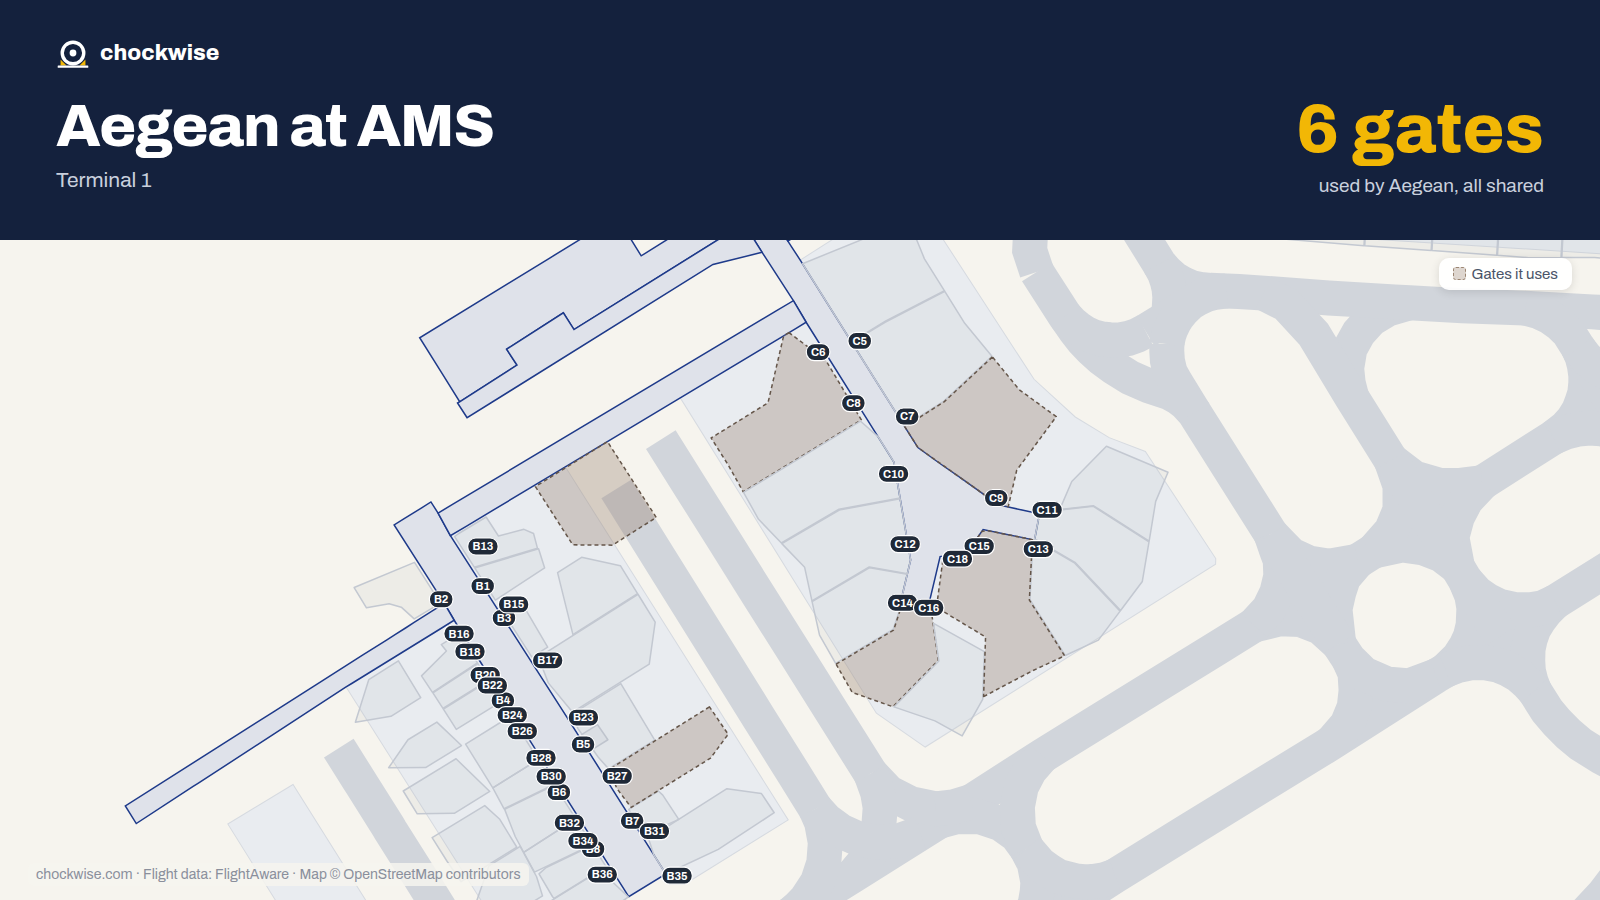 chockwise
Aegean at AMS
Terminal 1
6 gates
used by Aegean, all shared
Gates it uses
C5
C6
C8
C7
C10
C9
C11
C12
C15
C13
C18
C14
C16
B13
B1
B2
B15
B3
B16
B18
B17
B20
B22
B4
B24
B23
B26
B5
B28
B30
B27
B6
B32
B7
B31
B34
B8
B36
B35
chockwise.com · Flight data: FlightAware · Map © OpenStreetMap contributors